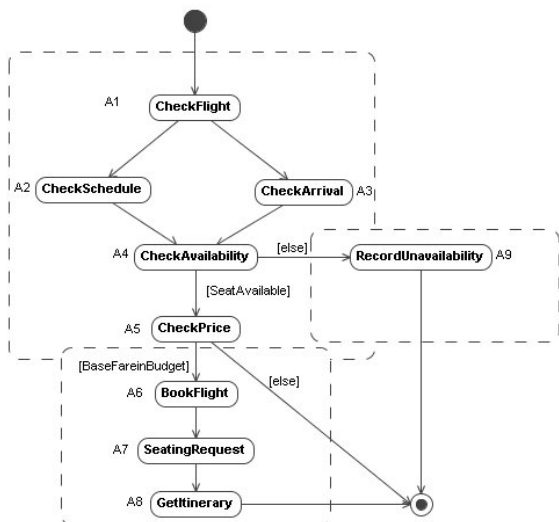 A1
CheckFlight
A2 CheckSchedule
CheckArrival A3
A4 CheckAvailability [else] RecordUnavailability A9
[SeatAvailable]
A5 CheckPrice
[BaseFareinBudget] [else]
A6 BookFlight
A7 SeatingRequest
A8 GetItinerary